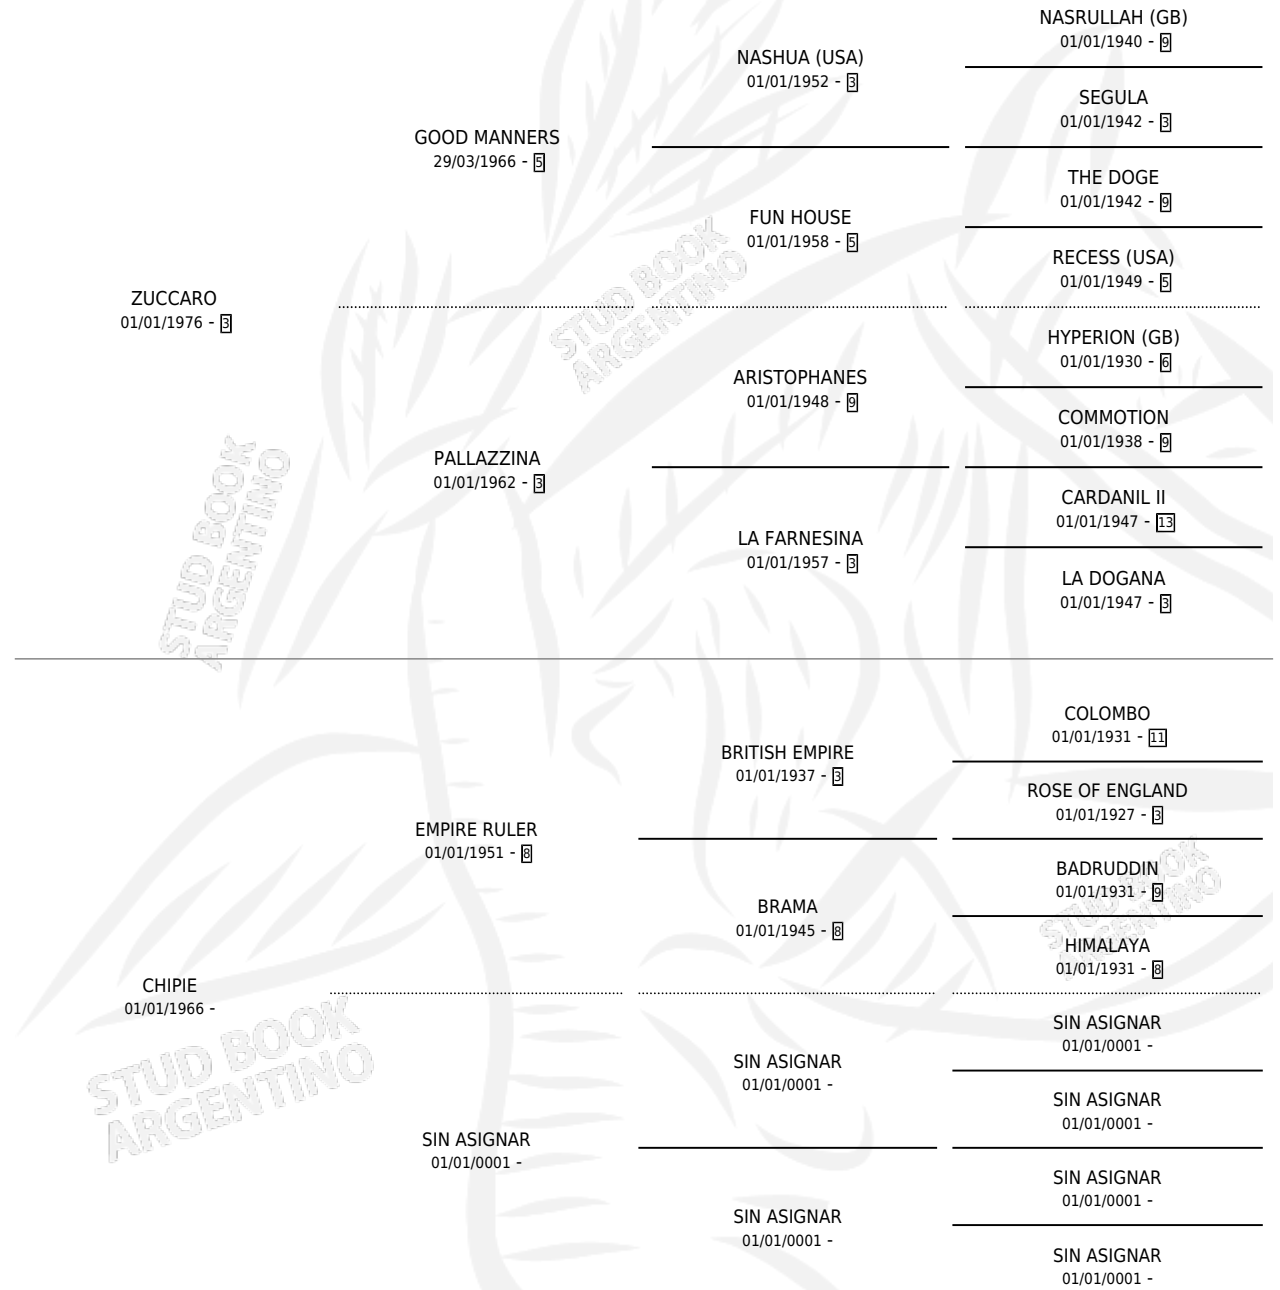 NASRULLAH (GB)
01/01/1940 - 9
NASHUA (USA)
01/01/1952 - 3
SEGULA
01/01/1942 - 3
GOOD MANNERS
29/03/1966 - 5
THE DOGE
01/01/1942 - 9
FUN HOUSE
01/01/1958 - 5
RECESS (USA)
01/01/1949 - 5
ZUCCARO
01/01/1976 - 3
HYPERION (GB)
01/01/1930 - 6
ARISTOPHANES
01/01/1948 - 9
COMMOTION
01/01/1938 - 9
PALLAZZINA
01/01/1962 - 3
CARDANIL II
01/01/1947 - 13
LA FARNESINA
01/01/1957 - 3
LA DOGANA
01/01/1947 - 3
COLOMBO
01/01/1931 - 11
BRITISH EMPIRE
01/01/1937 - 3
ROSE OF ENGLAND
01/01/1927 - 3
EMPIRE RULER
01/01/1951 - 8
BADRUDDIN
01/01/1931 - 9
BRAMA
01/01/1945 - 8
HIMALAYA
01/01/1931 - 8
CHIPIE
01/01/1966 -
SIN ASIGNAR
01/01/0001 -
SIN ASIGNAR
01/01/0001 -
SIN ASIGNAR
01/01/0001 -
SIN ASIGNAR
01/01/0001 -
SIN ASIGNAR
01/01/0001 -
SIN ASIGNAR
01/01/0001 -
SIN ASIGNAR
01/01/0001 -
STUD BOOK
ARGENTINO
STUD BOOK
ARGENTINO
STUD BOOK
ARGENTINO
STUD BOOK
ARGENTINO